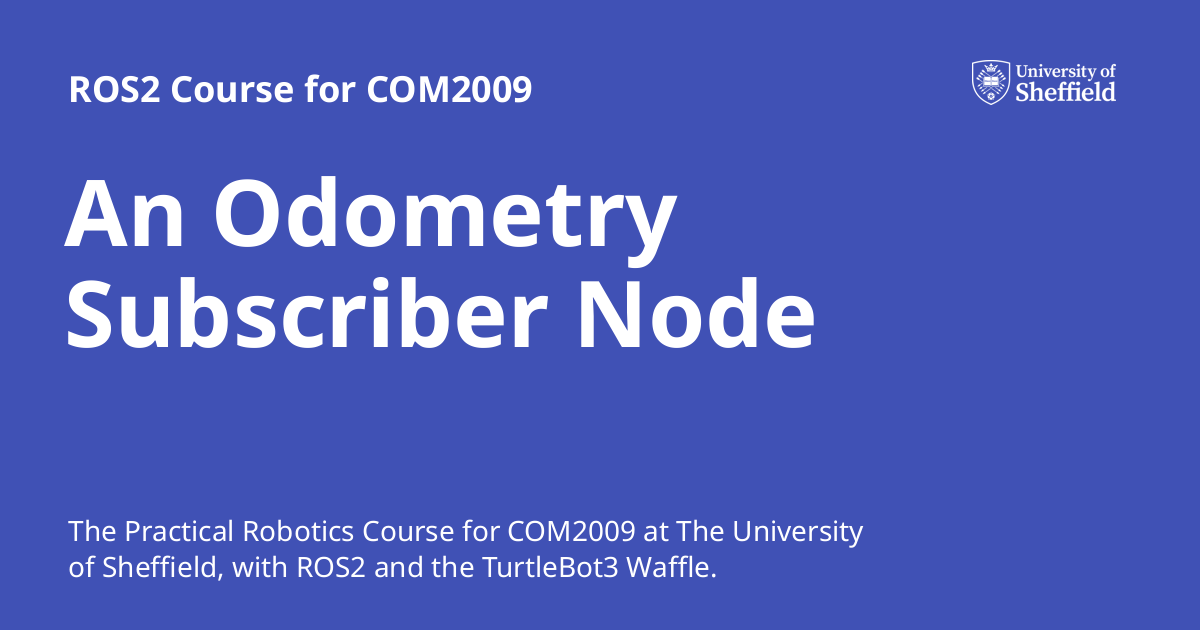 ROS2 Course for COM2009
University of
Sheffield
An Odometry
Subscriber Node
The Practical Robotics Course for COM2009 at The University
of Sheffield, with ROS2 and the TurtleBot3 Waffle.